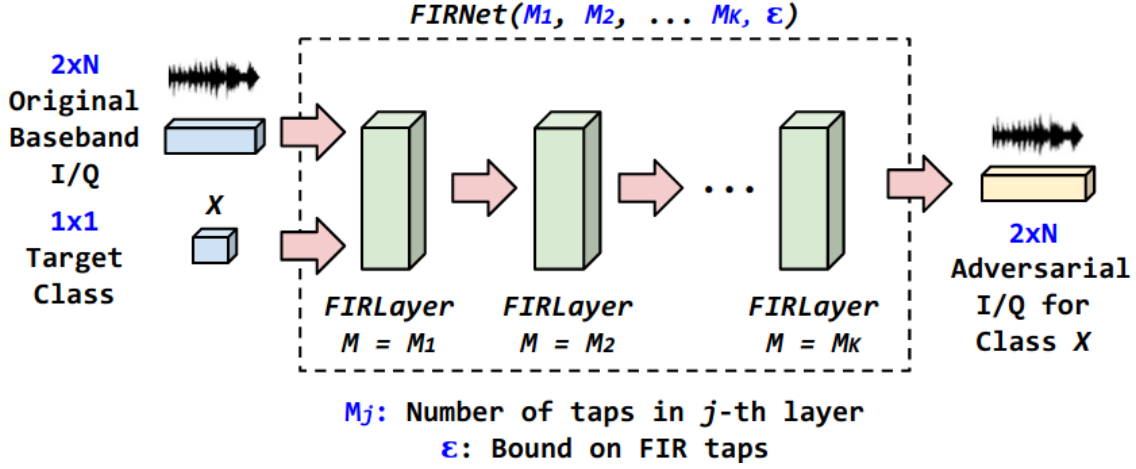 FIRNet(M1, M2, ... MK, ε)
2xN
Original
Baseband
I/Q
1x1
Target
Class
X
...
FIRLayer
M = M1
FIRLayer
M = M2
FIRLayer
M = MK
2xN
Adversarial
I/Q for
Class X
Mj: Number of taps in j-th layer
ε: Bound on FIR taps